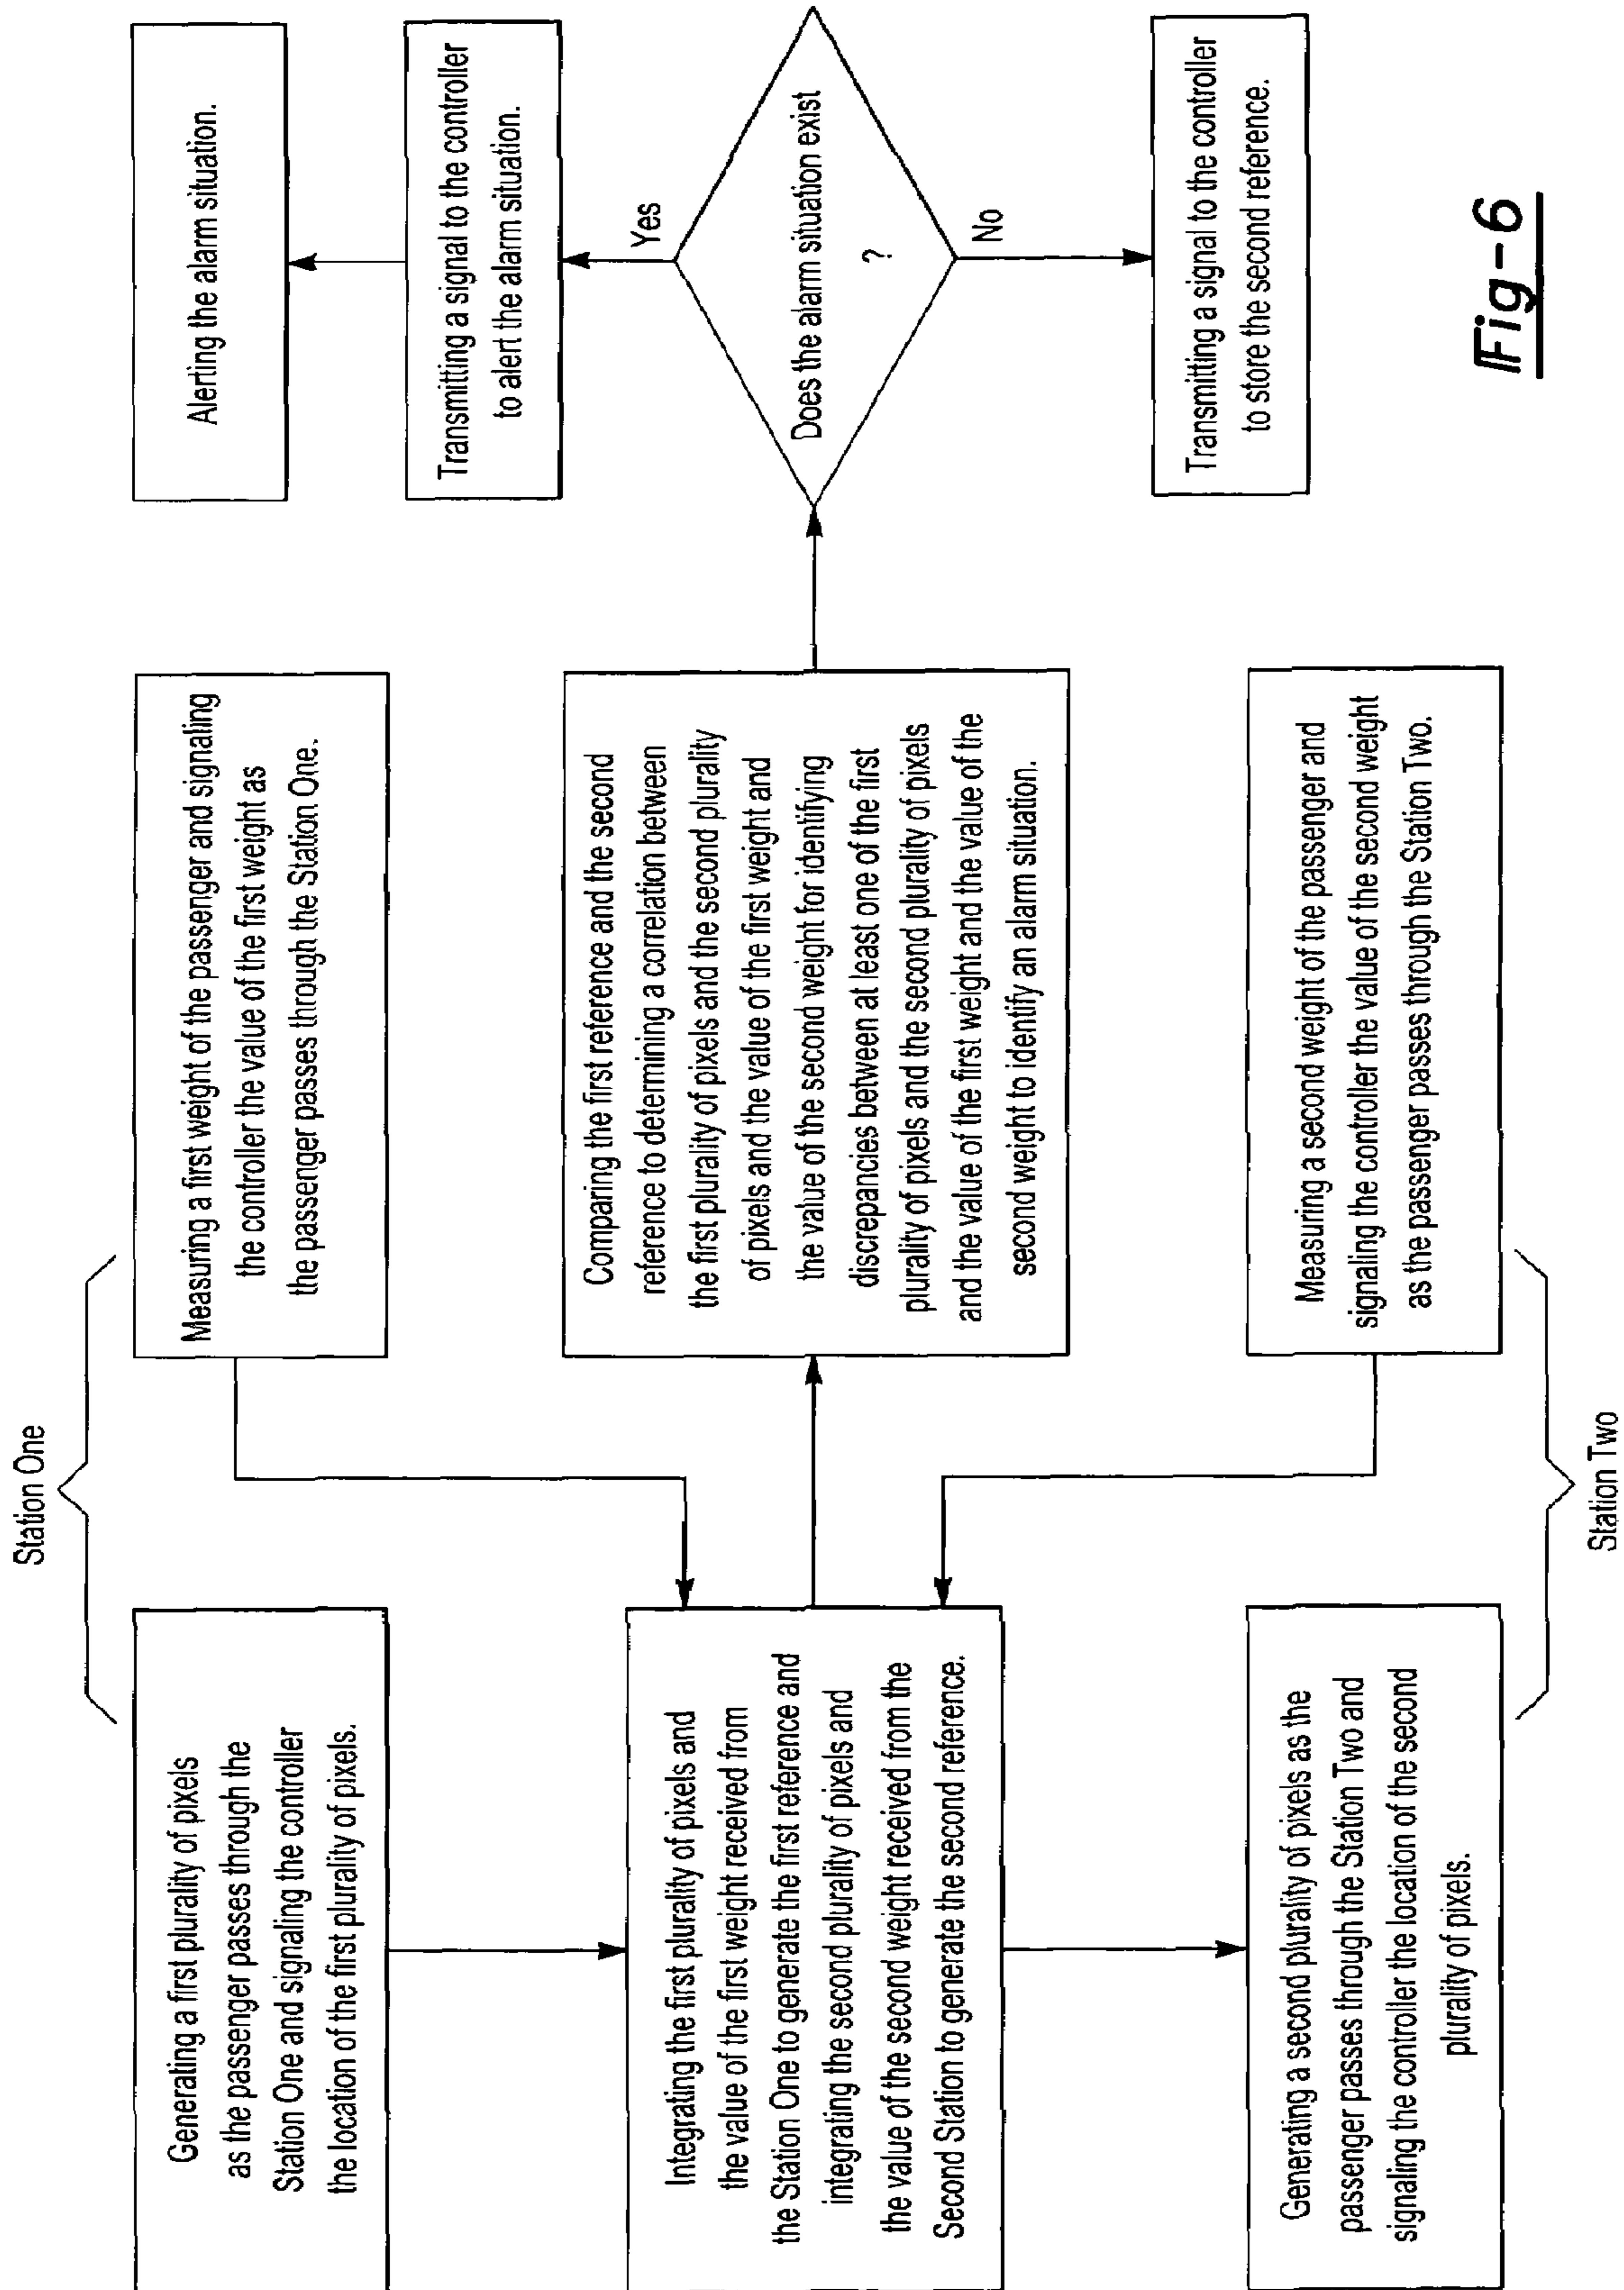 Station One
Generating a first plurality of pixels
as the passenger passes through the
Station One and signaling the controller
the location of the first plurality of pixels.
Measuring a first weight of the passenger and signaling
the controller the value of the first weight as
the passenger passes through the Station One.
Integrating the first plurality of pixels and
the value of the first weight received from
the Station One to generate the first reference and
integrating the second plurality of pixels and
the value of the second weight received from the
Second Station to generate the second reference.
Comparing the first reference and the second
reference to determining a correlation between
the first plurality of pixels and the second plurality
of pixels and the value of the first weight and
the value of the second weight for identifying
discrepancies between at least one of the first
plurality of pixels and the second plurality of pixels
and the value of the first weight and the value of the
second weight to identify an alarm situation.
Generating a second plurality of pixels as the
passenger passes through the Station Two and
signaling the controller the location of the second
plurality of pixels.
Measuring a second weight of the passenger and
signaling the controller the value of the second weight
as the passenger passes through the Station Two.
Station Two
Alerting the alarm situation.
Transmitting a signal to the controller
to alert the alarm situation.
Yes
Does the alarm situation exist
?
No
Transmitting a signal to the controller
to store the second reference.
Fig-6